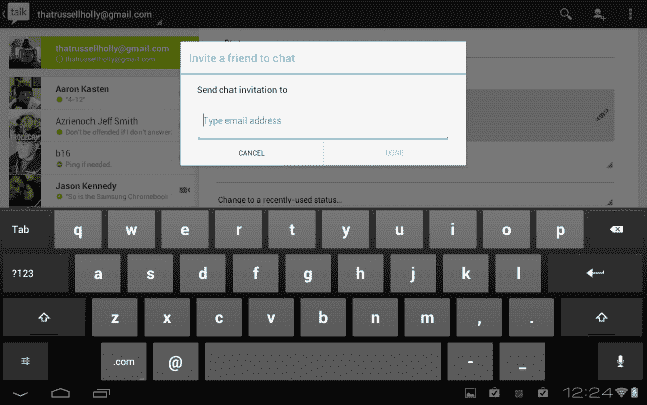 talk
thatrussellholly@gmail.com
thatrussellholly@gmail.com
Invite a friend to chat
Send chat invitation to
Type email address
CANCEL
DONE
Aaron Kasten
"4-12"
Azrienoch Jeff Smith
Don't be offended if I don't answer.
b16
Ping if needed.
Jason Kennedy
"So is the Samsung Chromebook
Change to a recently-used status...
Tab q w e r t y u i o p
?123 a s d f g h j k l
z x c v b n m , .
.com @ - _
12:24